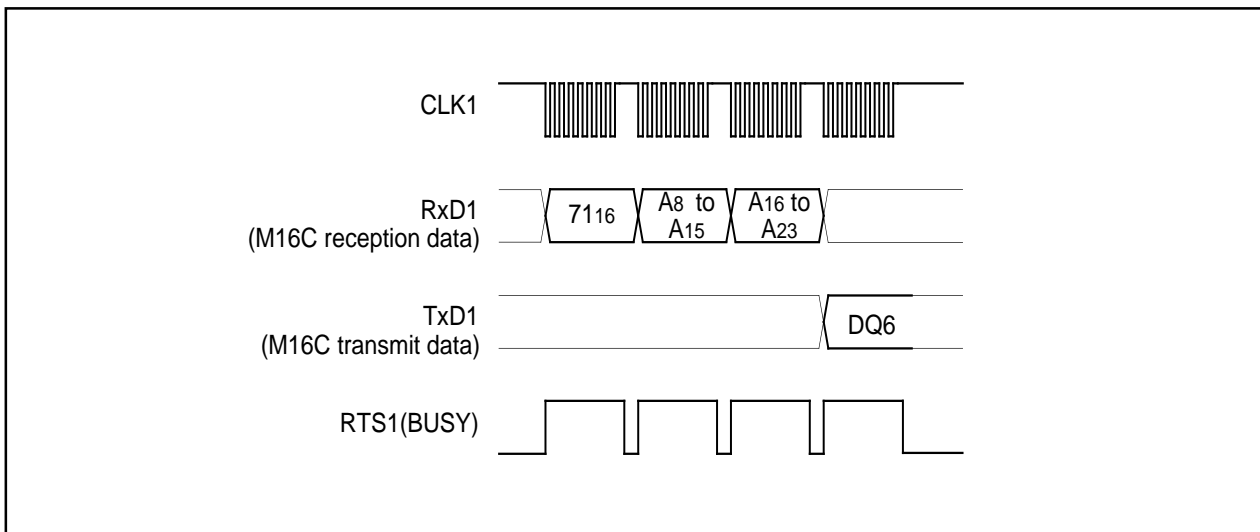 CLK1
RxD1
(M16C reception data)
7116
A8 to
A15
A16 to
A23
TxD1
(M16C transmit data)
DQ6
RTS1(BUSY)